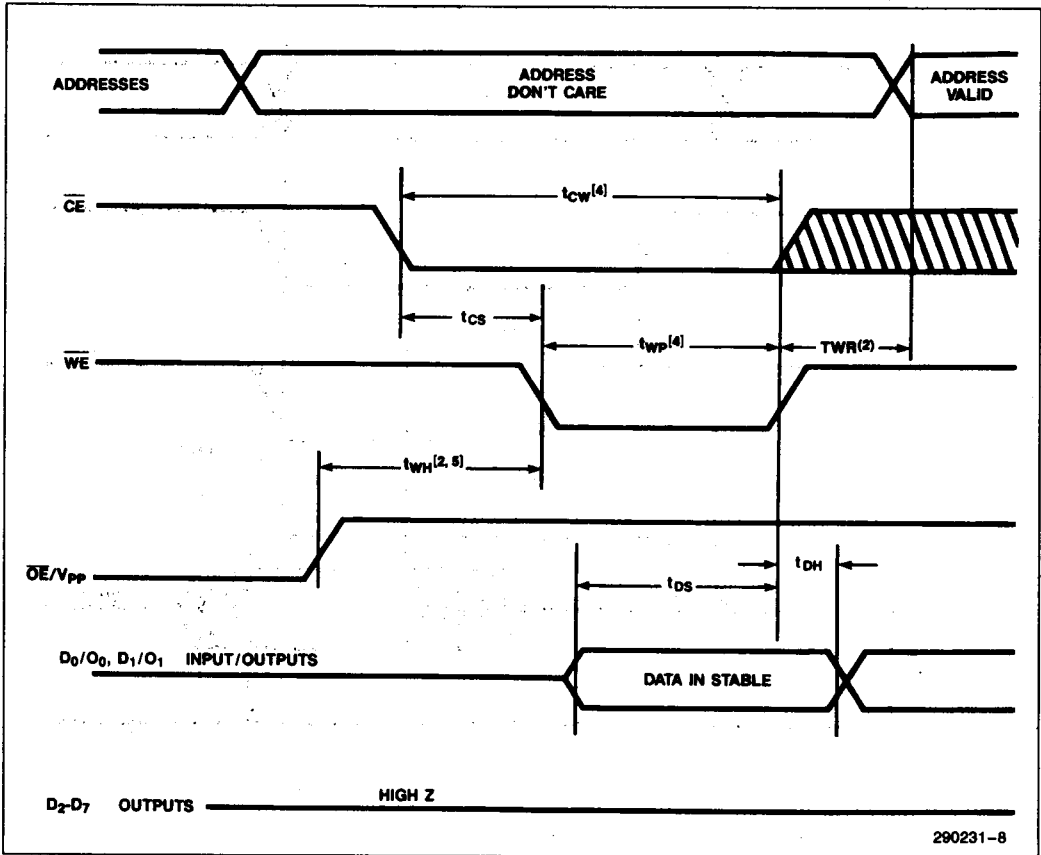 ADDRESSES
ADDRESS
DON'T CARE
ADDRESS
VALID
CE
tCW[4]
tCS
tWP[4]
TWR(2)
WE
tWH[2, 5]
OE/VPP
tDS
tDH
D0/O0, D1/O1 INPUT/OUTPUTS
DATA IN STABLE
D2-D7 OUTPUTS
HIGH Z
290231-8